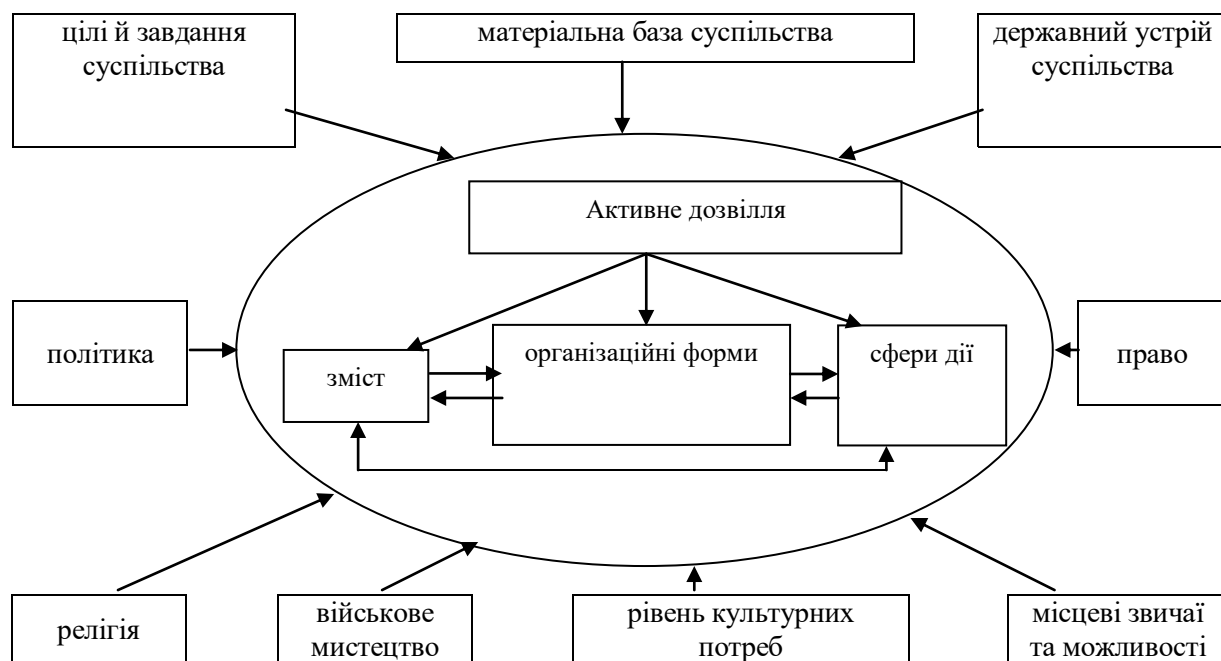 цілі й завдання
суспільства
матеріальна база суспільства
державний устрій
суспільства
Активне дозвілля
політика
зміст
організаційні форми
сфери дії
право
релігія
військове
мистецтво
рівень культурних
потреб
місцеві звичаї
та можливості